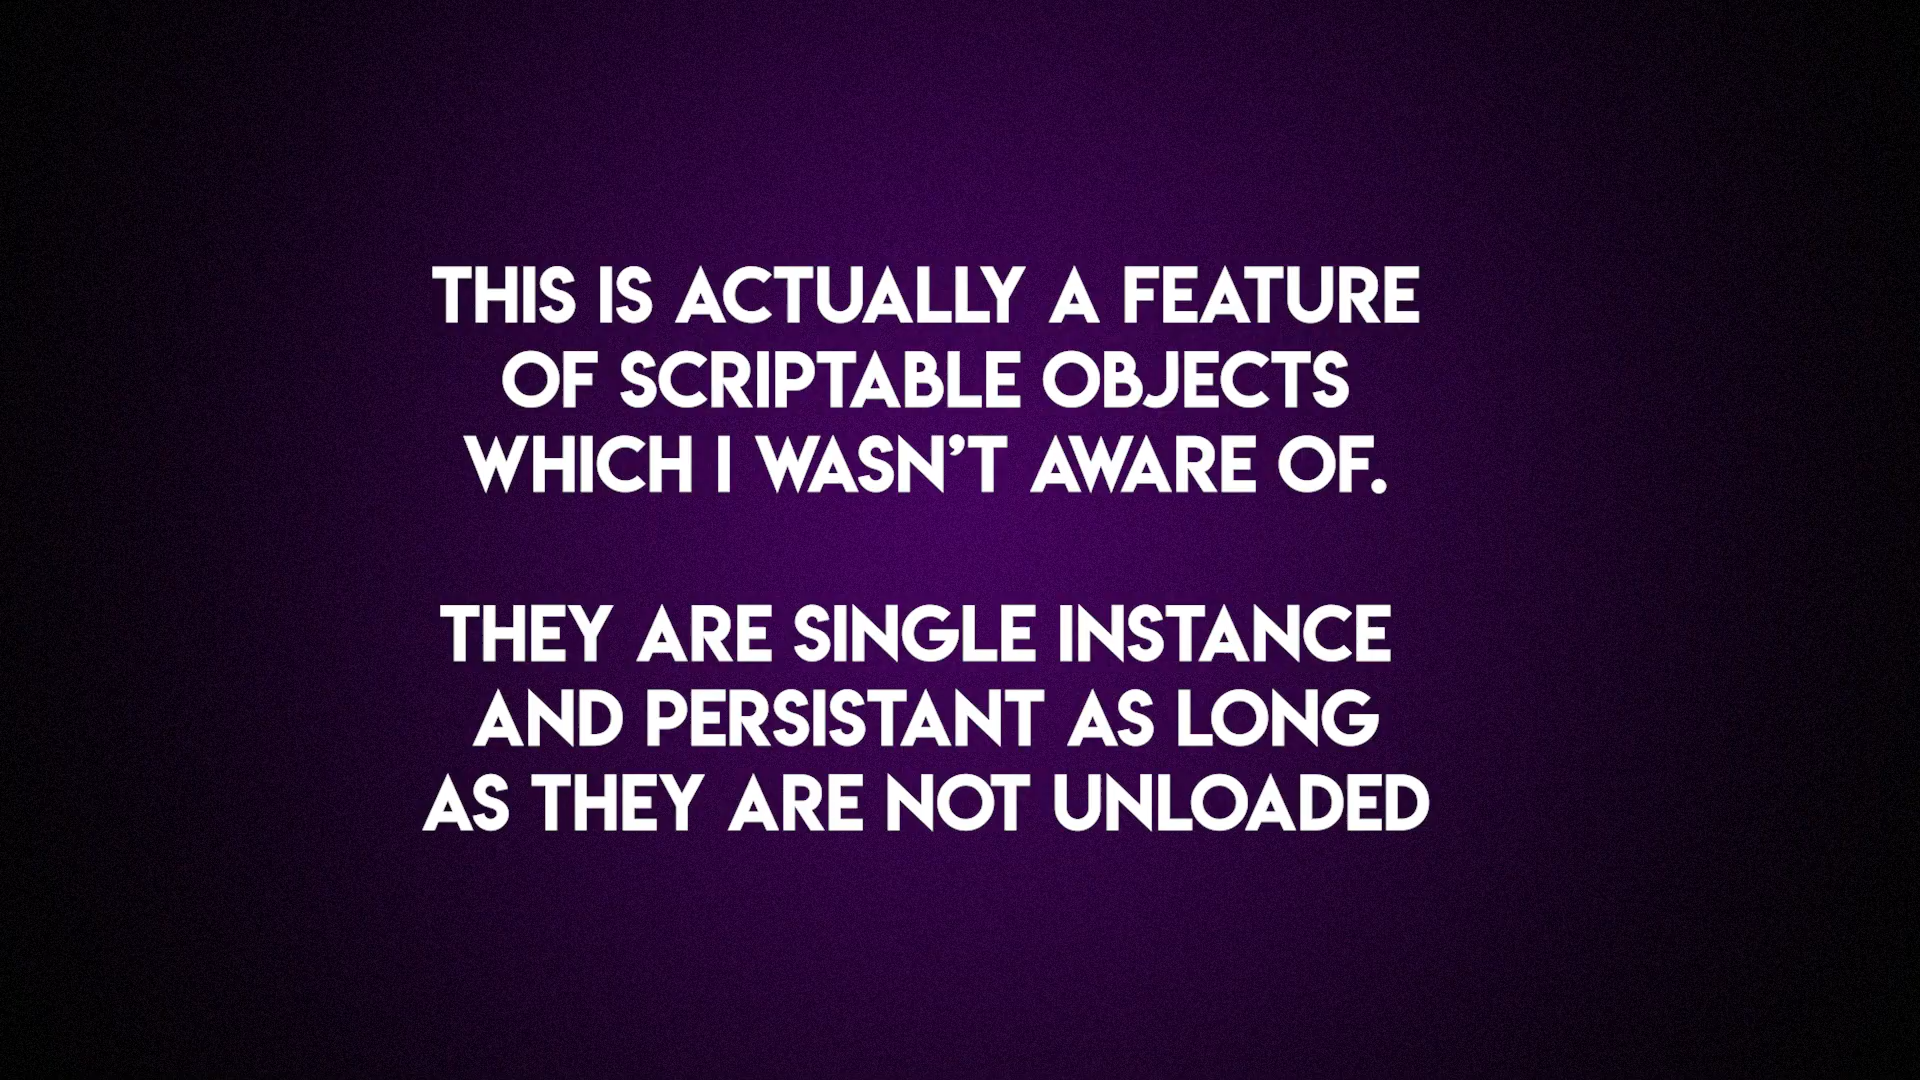 THIS IS ACTUALLY A FEATURE
OF SCRIPTABLE OBJECTS
WHICH I WASN'T AWARE OF.
THEY ARE SINGLE INSTANCE
AND PERSISTANT AS LONG
AS THEY ARE NOT UNLOADED